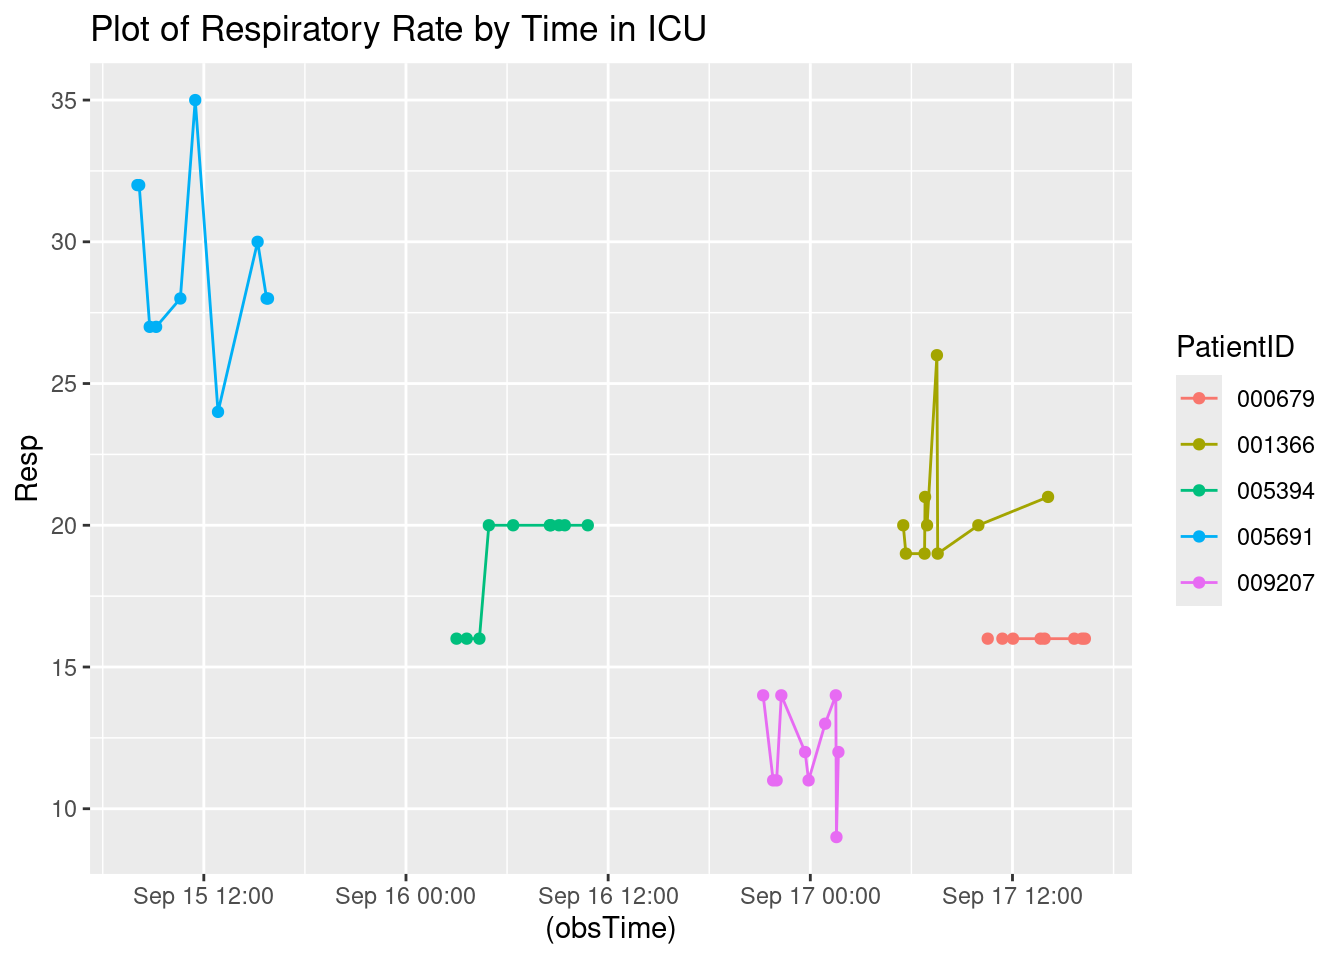 Plot of Respiratory Rate by Time in ICU
35
30
25
20
15
10
Resp
Sep 15 12:00
Sep 16 00:00
Sep 16 12:00
Sep 17 00:00
Sep 17 12:00
(obsTime)
PatientID
000679
001366
005394
005691
009207